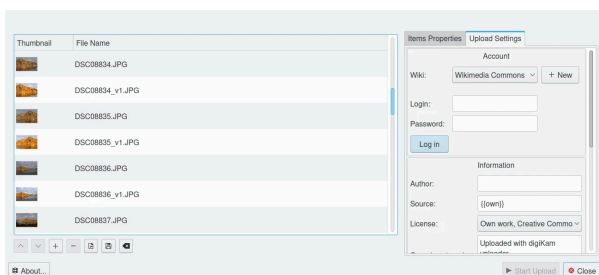 Thumbnail File Name
DSC08834.JPG
DSC08834_v1.JPG
DSC08835.JPG
DSC08835_v1.JPG
DSC08836.JPG
DSC08836_v1.JPG
DSC08837.JPG
About...
Items Properties Upload Settings
Account
Wiki: Wikimedia Commons + New
Login:
Password:
Log in
Information
Author:
Source: {{own}}
License: Own work, Creative Commo
Uploaded with digiKam
uploader
Start Upload Close